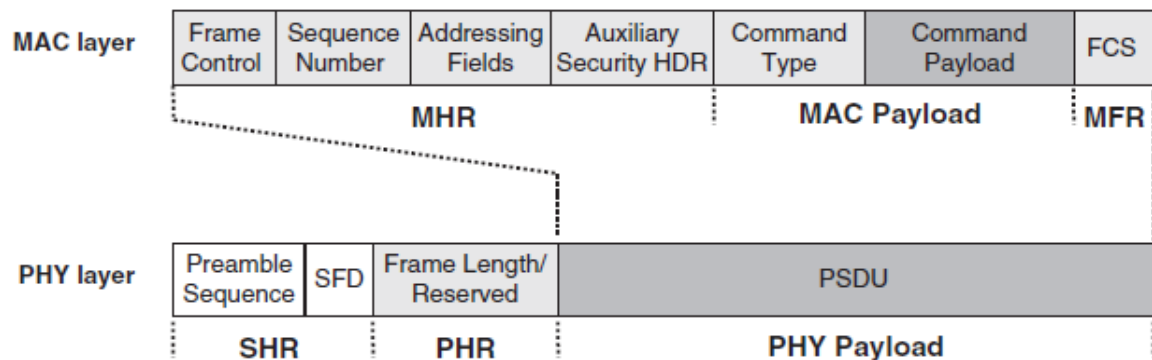 MAC layer
Frame Control
Sequence Number
Addressing Fields
Auxiliary Security HDR
Command Type
Command Payload
FCS
MHR
MAC Payload
MFR
PHY layer
Preamble Sequence
SFD
Frame Length/ Reserved
PSDU
SHR
PHR
PHY Payload